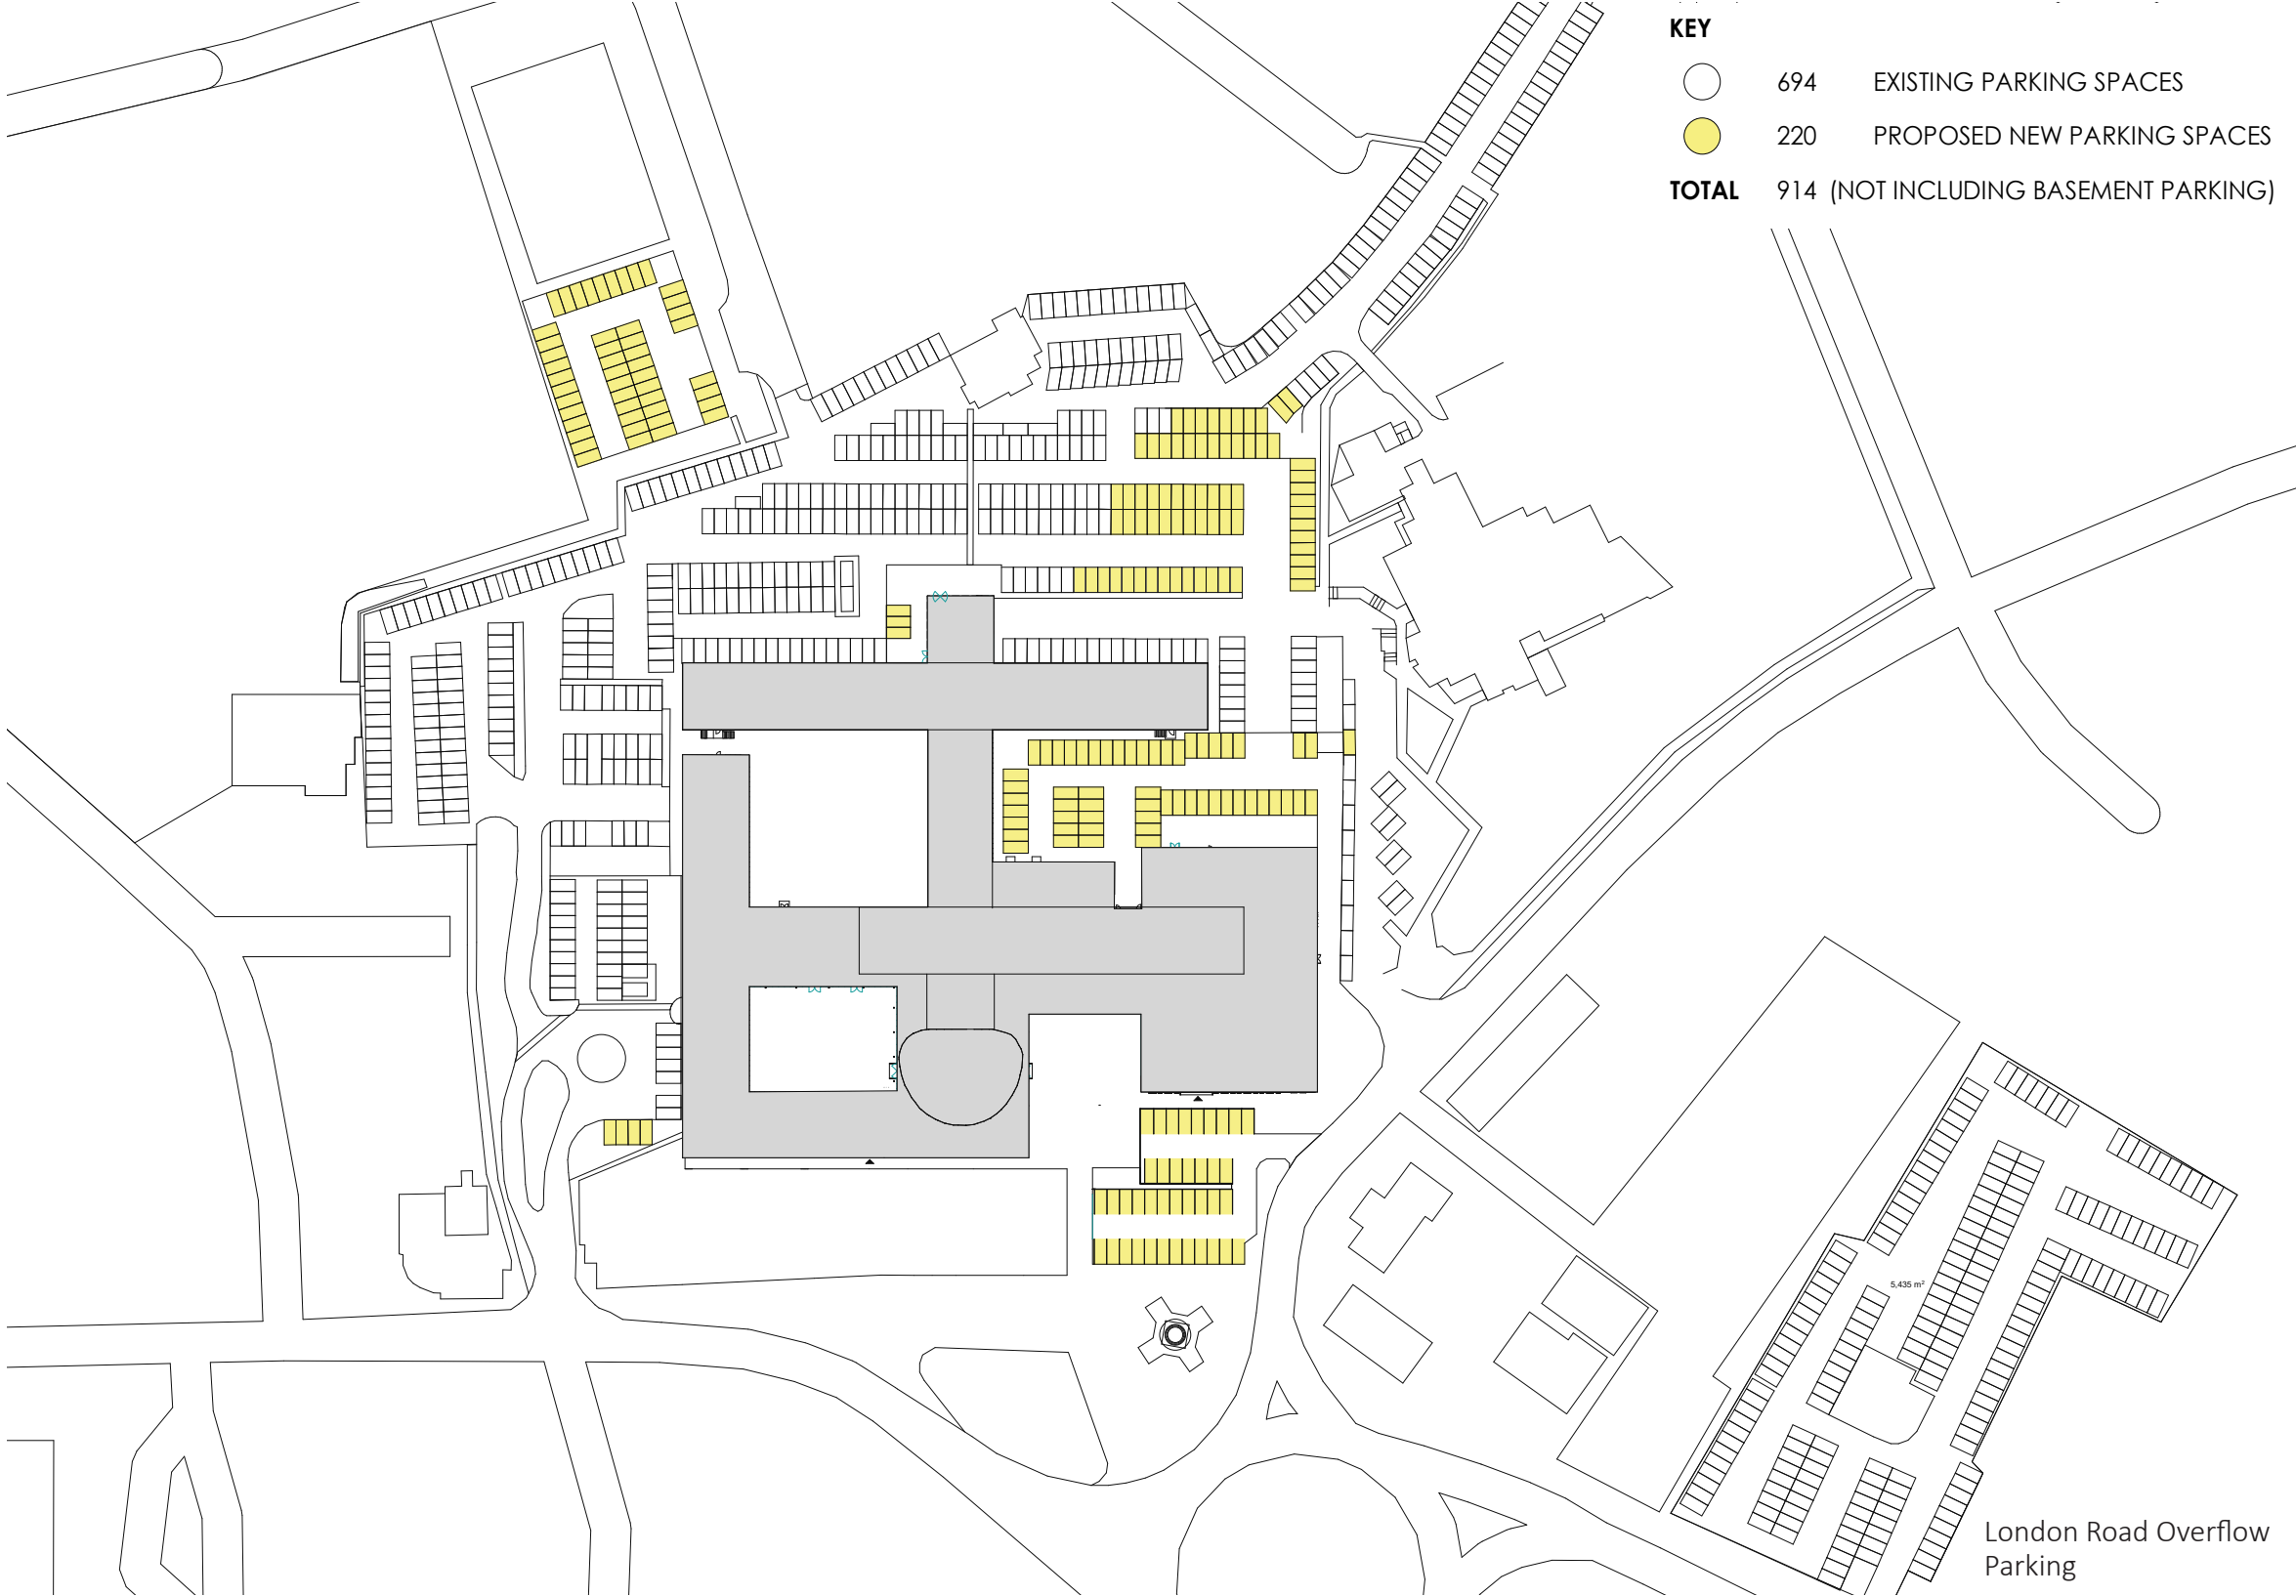 KEY
694 EXISTING PARKING SPACES
220 PROPOSED NEW PARKING SPACES
TOTAL 914 (NOT INCLUDING BASEMENT PARKING)
5,435 m²
London Road Overflow
Parking